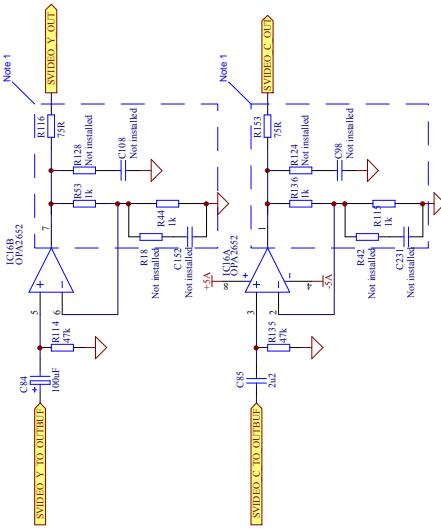 SVIDEO Y TO OUTBUF
C84
100uF
+
R114
47k
5
6
+
−
IC16B
OPA2652
7
R53
1k
R128
Not installed
C108
Not installed
R116
75R
R44
1k
R18
Not installed
C152
Not installed
Note 1
SVIDEO Y OUT
SVIDEO C TO OUTBUF
C85
2u2
R135
47k
3
2
+
−
+5A
8
+
IC16A
OPA2652
−
4
-5A
1
R136
1k
R124
Not installed
C98
Not installed
R153
75R
R115
1k
R42
Not installed
C231
Not installed
Note 1
SVIDEO C OUT